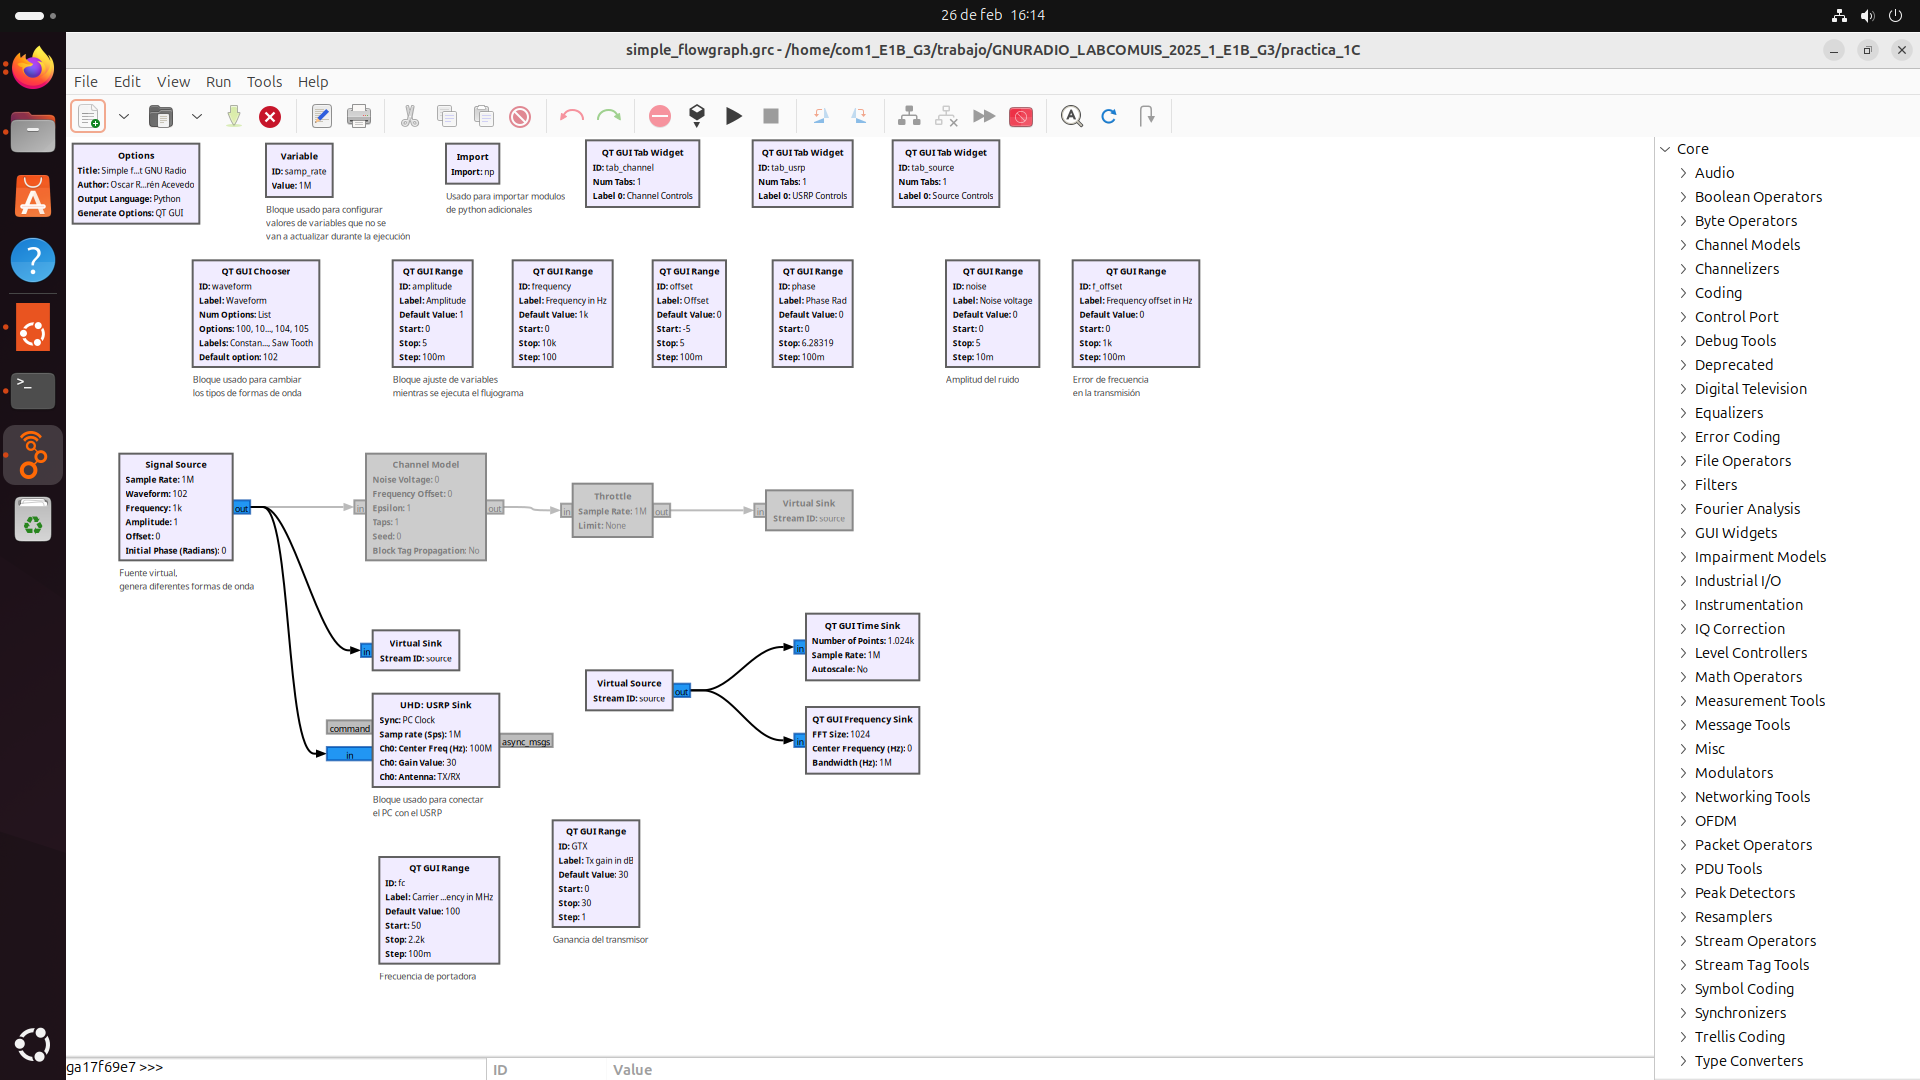 26 de feb 16:14
simple_flowgraph.grc - /home/com1_E1B_G3/trabajo/GNURADIO_LABCOMUIS_2025_1_E1B_G3/practica_1C
File Edit View Run Tools Help
Options
Title: Simple f...t GNU Radio
Author: Oscar R...rén Acevedo
Output Language: Python
Generate Options: QT GUI
Variable
ID: samp_rate
Value: 1M
Bloque usado para configurar
valores de variables que no se
van a actualizar durante la ejecución
Import
Import: np
Usado para importar modulos
de python adicionales
QT GUI Tab Widget
ID: tab_channel
Num Tabs: 1
Label 0: Channel Controls
QT GUI Tab Widget
ID: tab_usrp
Num Tabs: 1
Label 0: USRP Controls
QT GUI Tab Widget
ID: tab_source
Num Tabs: 1
Label 0: Source Controls
QT GUI Chooser
ID: waveform
Label: Waveform
Num Options: List
Options: 100, 10..., 104, 105
Labels: Constan..., Saw Tooth
Default option: 102
Bloque usado para cambiar
los tipos de formas de onda
QT GUI Range
ID: amplitude
Label: Amplitude
Default Value: 1
Start: 0
Stop: 5
Step: 100m
Bloque ajuste de variables
mientras se ejecuta el flujograma
QT GUI Range
ID: frequency
Label: Frequency in Hz
Default Value: 1k
Start: 0
Stop: 10k
Step: 100
QT GUI Range
ID: offset
Label: Offset
Default Value: 0
Start: -5
Stop: 5
Step: 100m
QT GUI Range
ID: phase
Label: Phase Rad
Default Value: 0
Start: 0
Stop: 6.28319
Step: 100m
QT GUI Range
ID: noise
Label: Noise voltage
Default Value: 0
Start: 0
Stop: 5
Step: 10m
Amplitud del ruido
QT GUI Range
ID: f_offset
Label: Frequency offset in Hz
Default Value: 0
Start: 0
Stop: 1k
Step: 100m
Error de frecuencia
en la transmisión
Signal Source
Sample Rate: 1M
Waveform: 102
Frequency: 1k
Amplitude: 1
Offset: 0
Initial Phase (Radians): 0
out
Fuente virtual,
genera diferentes formas de onda
in
Channel Model
Noise Voltage: 0
Frequency Offset: 0
Epsilon: 1
Taps: 1
Seed: 0
Block Tag Propagation: No
out
in
Throttle
Sample Rate: 1M
Limit: None
out
in
Virtual Sink
Stream ID: source
in
Virtual Sink
Stream ID: source
command
in
UHD: USRP Sink
Sync: PC Clock
Samp rate (Sps): 1M
Ch0: Center Freq (Hz): 100M
Ch0: Gain Value: 30
Ch0: Antenna: TX/RX
async_msgs
Bloque usado para conectar
el PC con el USRP
Virtual Source
Stream ID: source
out
in
QT GUI Time Sink
Number of Points: 1.024k
Sample Rate: 1M
Autoscale: No
in
QT GUI Frequency Sink
FFT Size: 1024
Center Frequency (Hz): 0
Bandwidth (Hz): 1M
QT GUI Range
ID: fc
Label: Carrier ...ency in MHz
Default Value: 100
Start: 50
Stop: 2.2k
Step: 100m
Frecuencia de portadora
QT GUI Range
ID: GTX
Label: Tx gain in dB
Default Value: 30
Start: 0
Stop: 30
Step: 1
Ganancia del transmisor
Core
Audio
Boolean Operators
Byte Operators
Channel Models
Channelizers
Coding
Control Port
Debug Tools
Deprecated
Digital Television
Equalizers
Error Coding
File Operators
Filters
Fourier Analysis
GUI Widgets
Impairment Models
Industrial I/O
Instrumentation
IQ Correction
Level Controllers
Math Operators
Measurement Tools
Message Tools
Misc
Modulators
Networking Tools
OFDM
Packet Operators
PDU Tools
Peak Detectors
Resamplers
Stream Operators
Stream Tag Tools
Symbol Coding
Synchronizers
Trellis Coding
Type Converters
ga17f69e7 >>>
ID Value